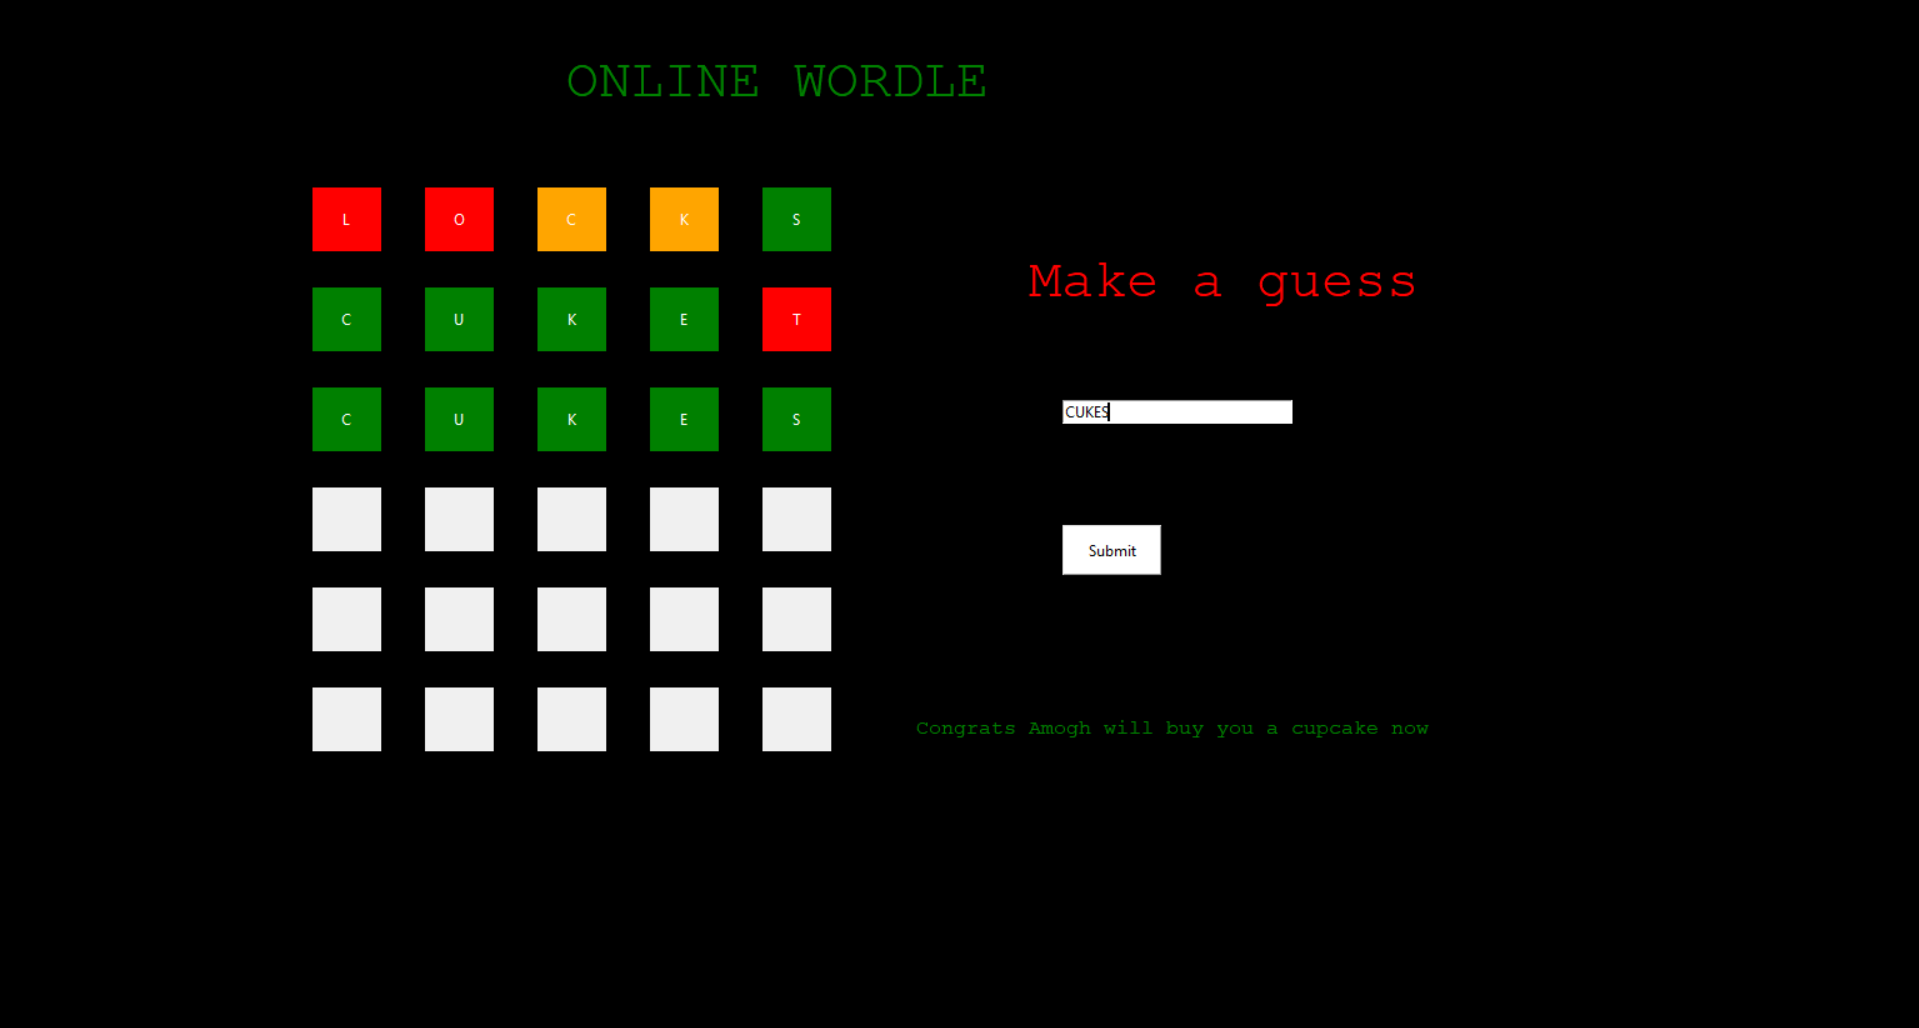 ONLINE WORDLE
L O C K S
C U K E T
C U K E S
Make a guess
CUKES
Submit
Congrats Amogh will buy you a cupcake now